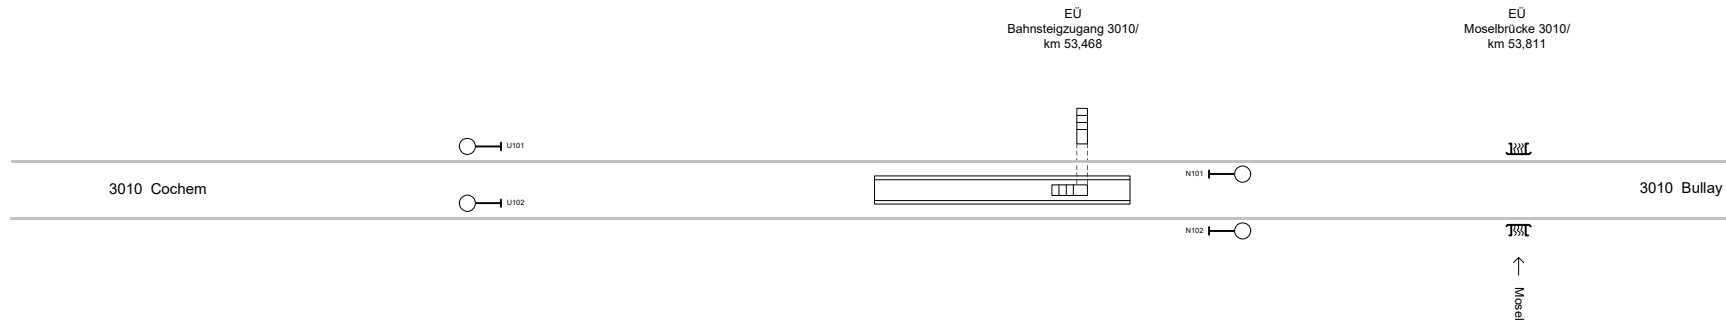 EÜ
Bahnsteigzugang 3010/
km 53,468
EÜ
Moselbrücke 3010/
km 53,811
U101
N101
3010 Cochem
3010 Bullay
U102
N102
Mosel